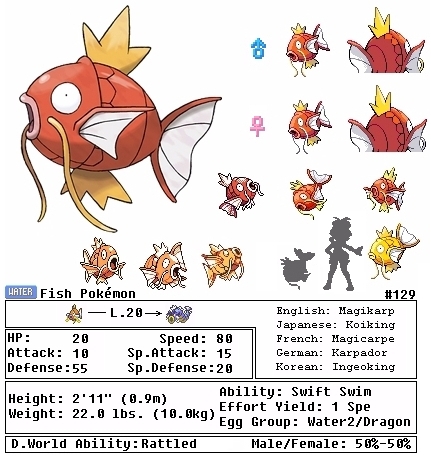 WATER Fish Pokémon #129
— L.20 →
English: Magikarp
Japanese: Koiking
French: Magicarpe
German: Karpador
Korean: Ingeoking
HP: 20 Speed: 80
Attack: 10 Sp.Attack: 15
Defense:55 Sp.Defense:20
Height: 2'11" (0.9m)
Weight: 22.0 lbs. (10.0kg)
Ability: Swift Swim
Effort Yield: 1 Spe
Egg Group: Water2/Dragon
D.World Ability:Rattled Male/Female: 50%-50%